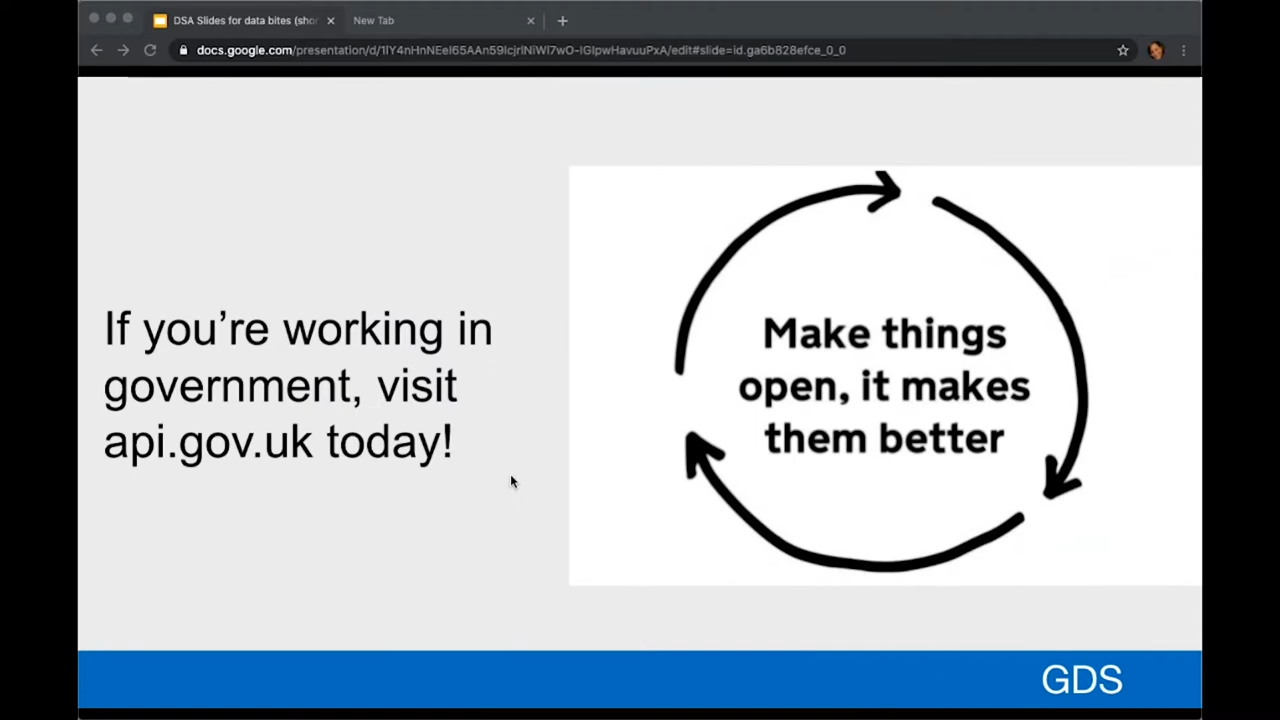 DSA Slides for data bites (shor
New Tab
docs.google.com/presentation/d/1lY4nHnNEeI65AAn59IcjrlNiWl7wO-lGlpwHavuuPxA/edit#slide=id.ga6b828efce_0_0
If you’re working in
government, visit
api.gov.uk today!
Make things
open, it makes
them better
GDS